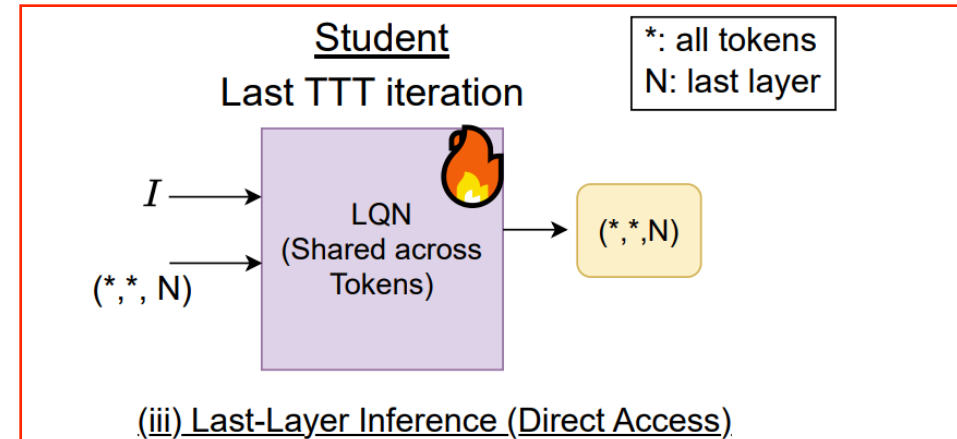 Student
Last TTT iteration
*: all tokens
N: last layer
I
(*,*, N)
LQN
(Shared across
Tokens)
(*,*,N)
(iii) Last-Layer Inference (Direct Access)